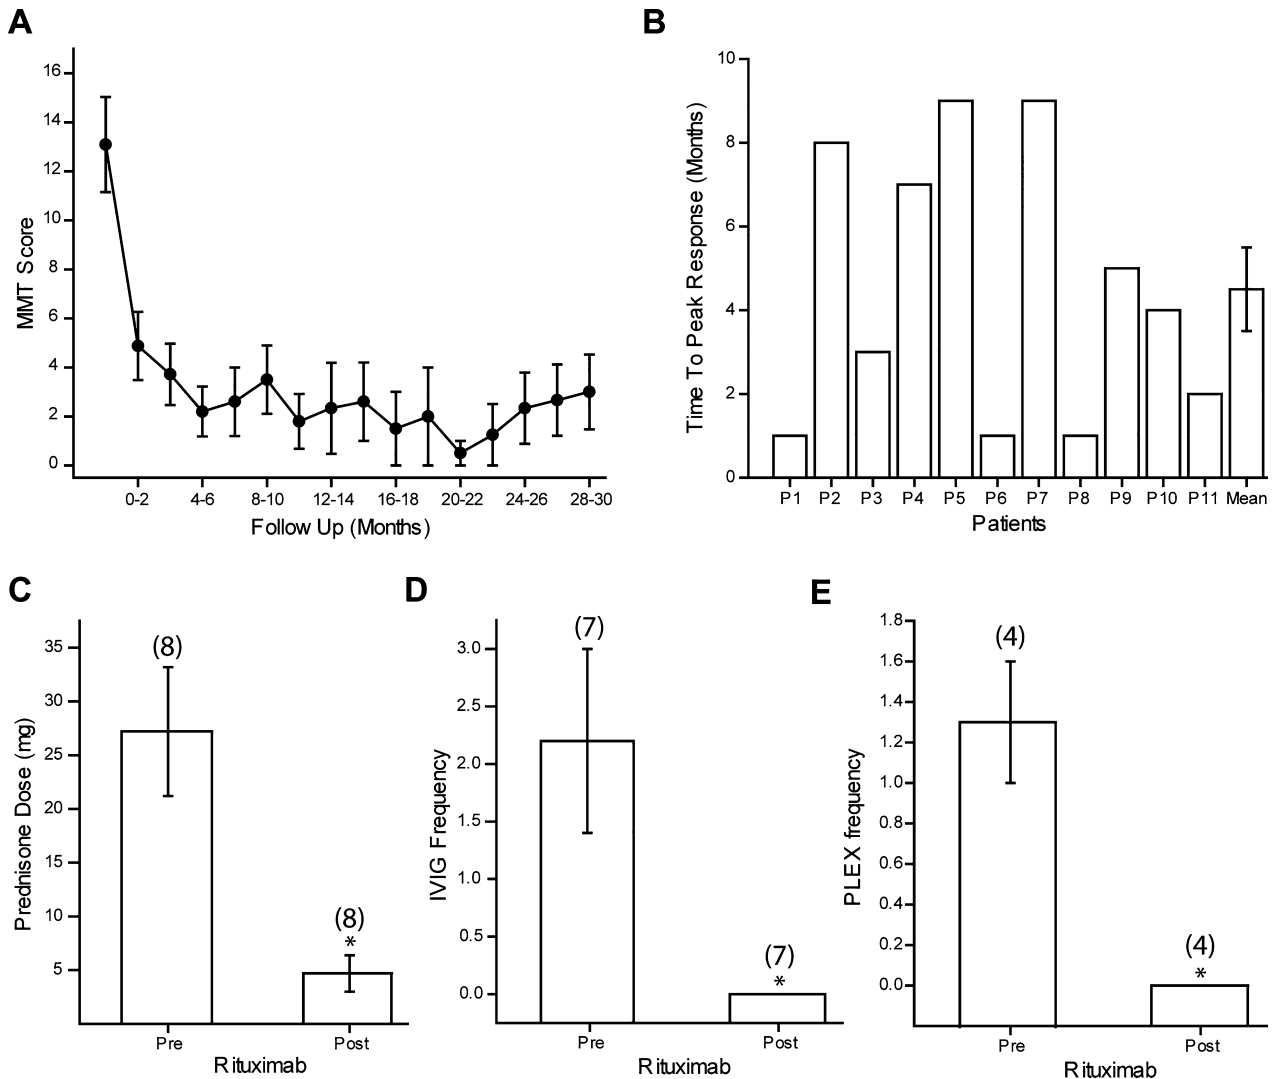 A
MMT Score
16
14
12
10
8
6
4
2
0
0-2 4-6 8-10 12-14 16-18 20-22 24-26 28-30
Follow Up (Months)
B
Time To Peak Response (Months)
10
8
6
4
2
0
P1 P2 P3 P4 P5 P6 P7 P8 P9 P10 P11 Mean
Patients
C
Prednisone Dose (mg)
35
30
25
20
15
10
5
(8)
(8)
*
Pre Post
Rituximab
D
IVIG Frequency
3.0
2.5
2.0
1.5
1.0
0.5
0.0
(7)
(7)
*
Pre Post
Rituximab
E
PLEX frequency
1.8
1.6
1.4
1.2
1.0
0.8
0.6
0.4
0.2
0.0
(4)
(4)
*
Pre Post
Rituximab